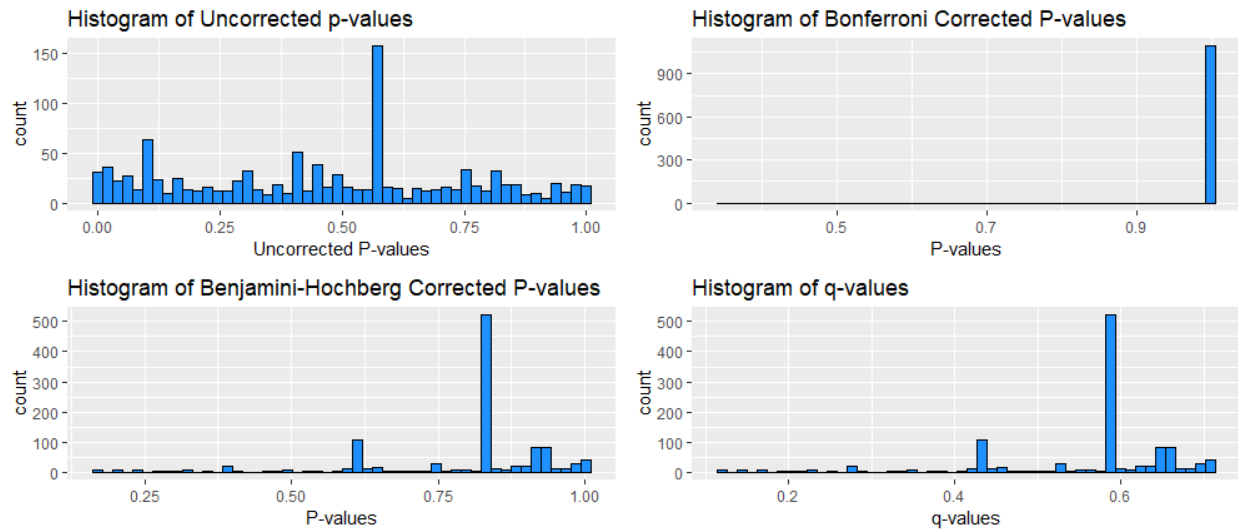 Histogram of Uncorrected p-values
150
100
50
0
count
0.00 0.25 0.50 0.75 1.00
Uncorrected P-values
Histogram of Bonferroni Corrected P-values
900
600
300
0
count
0.5 0.7 0.9
P-values
Histogram of Benjamini-Hochberg Corrected P-values
500
400
300
200
100
0
count
0.25 0.50 0.75 1.00
P-values
Histogram of q-values
500
400
300
200
100
0
count
0.2 0.4 0.6
q-values